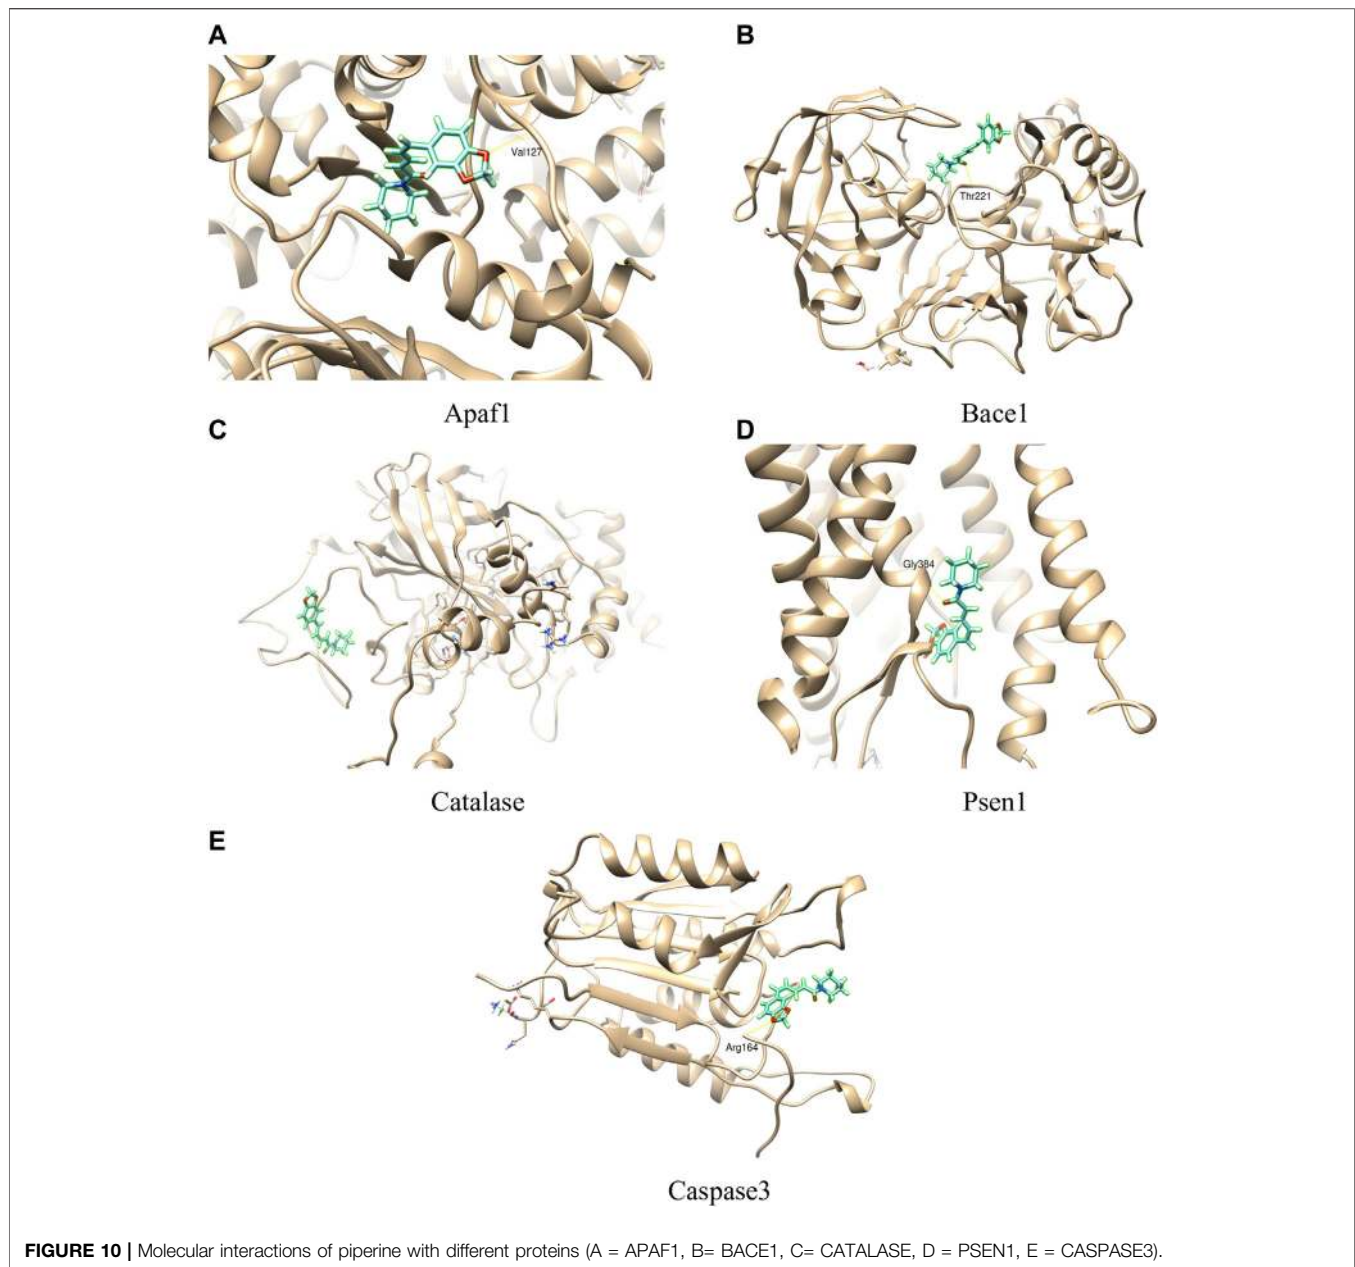 A
B
Val127
Thr221
Apaf1
Bace1
C
D
Gly384
Catalase
Psen1
E
Arg164
Caspase3
FIGURE 10 | Molecular interactions of piperine with different proteins (A = APAF1, B= BACE1, C= CATALASE, D = PSEN1, E = CASPASE3).